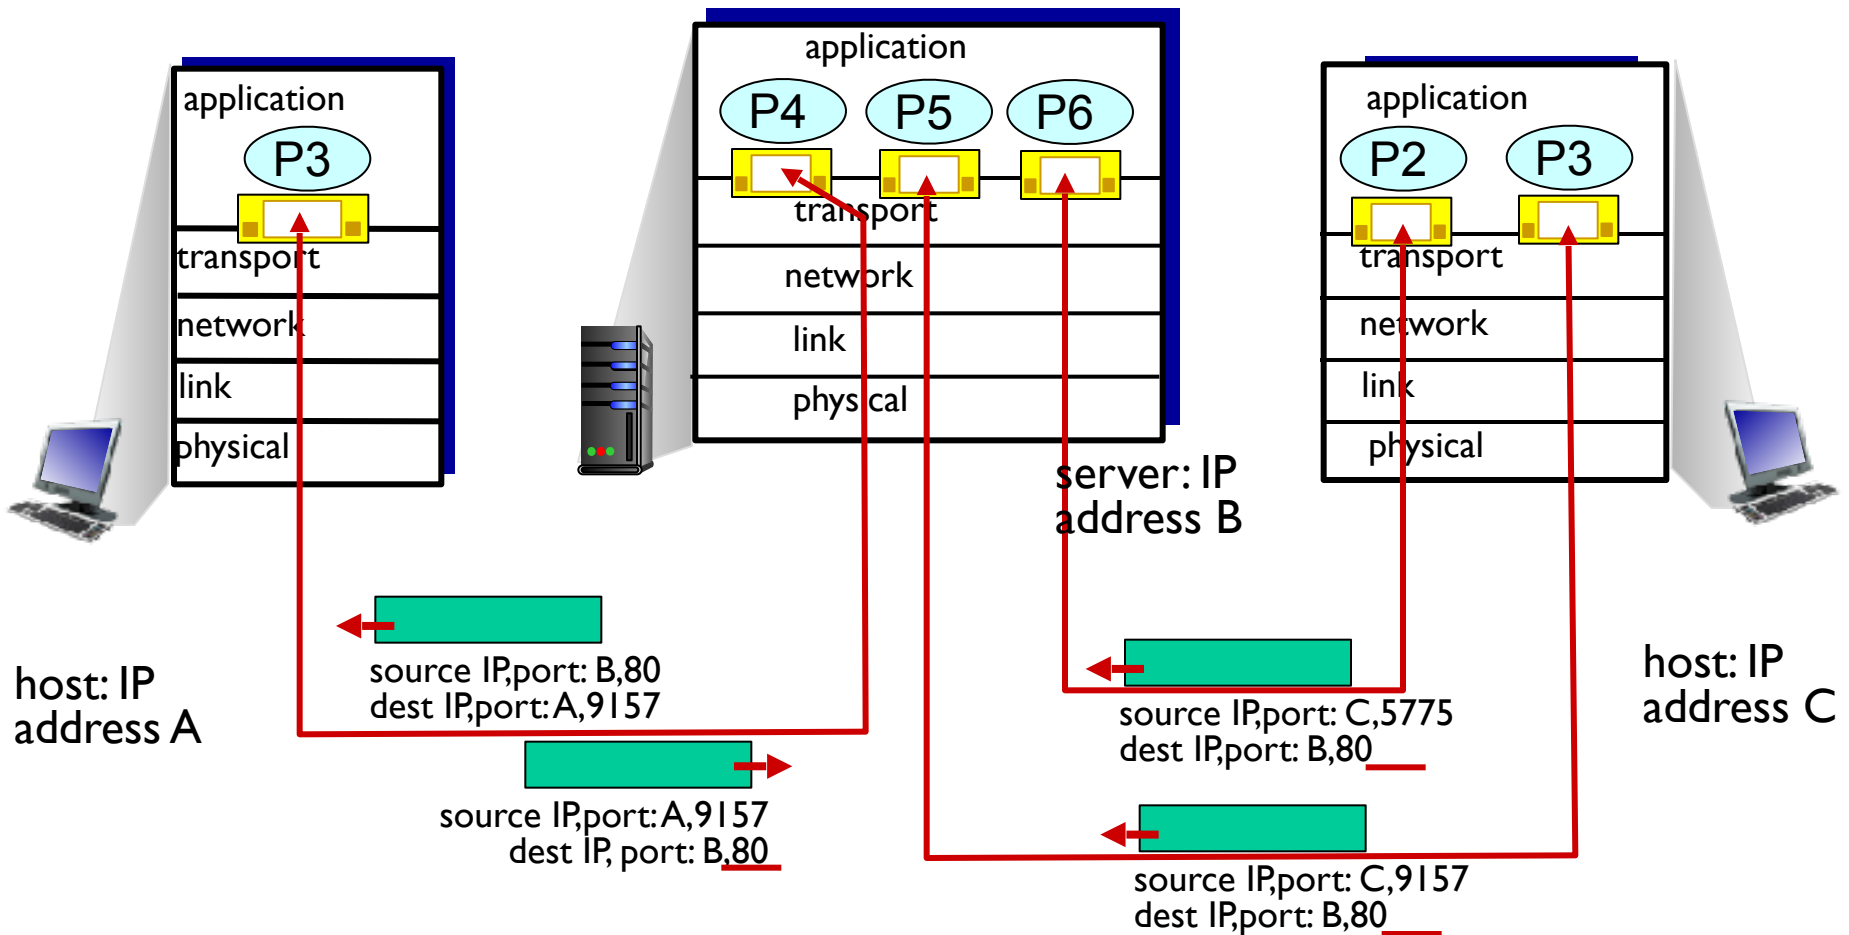 application
P3
transport
network
link
physical
host: IP
address A
application
P4
P5
P6
transport
network
link
physical
server: IP
address B
application
P2
P3
transport
network
link
physical
host: IP
address C
source IP,port: B,80
dest IP,port: A,9157
source IP,port: A,9157
dest IP, port: B,80
source IP,port: C,5775
dest IP,port: B,80
source IP,port: C,9157
dest IP,port: B,80